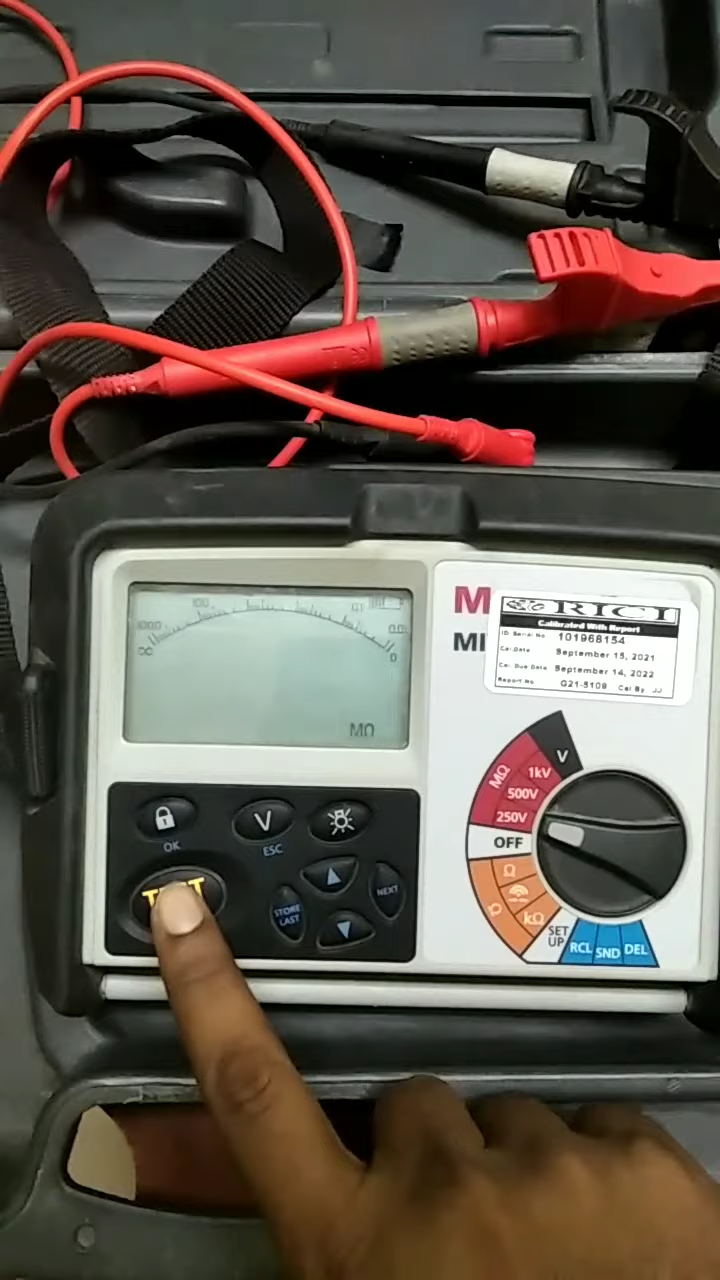 100
G1
1000
0.0
∞
0
MΩ
M
MI
RICI
Calibrated With Report
ID. Serial No. 101968154
Cal.Date September 15, 2021
Cal. Due Date September 14, 2022
Report No. G21-5109 Cal By JJ
V
MΩ
1kV
500V
250V
OFF
Ω
kΩ
SET
UP
RCL SND DEL
V
OK
ESC
TEST
STORE
LAST
NEXT